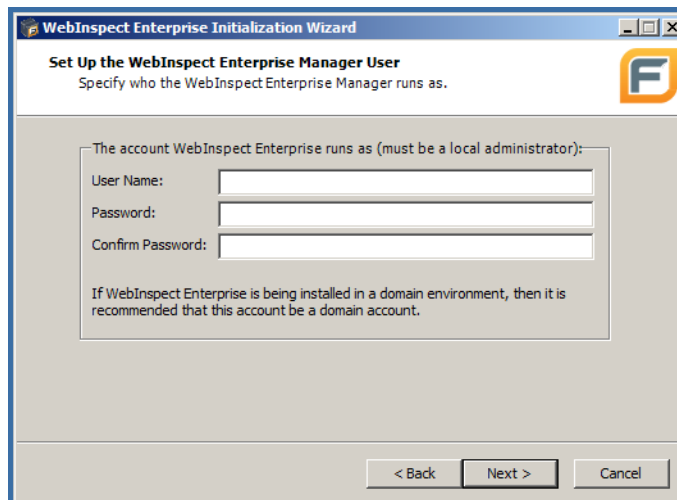 WebInspect Enterprise Initialization Wizard
Set Up the WebInspect Enterprise Manager User
Specify who the WebInspect Enterprise Manager runs as.
The account WebInspect Enterprise runs as (must be a local administrator):
User Name:
Password:
Confirm Password:
If WebInspect Enterprise is being installed in a domain environment, then it is
recommended that this account be a domain account.
< Back Next > Cancel